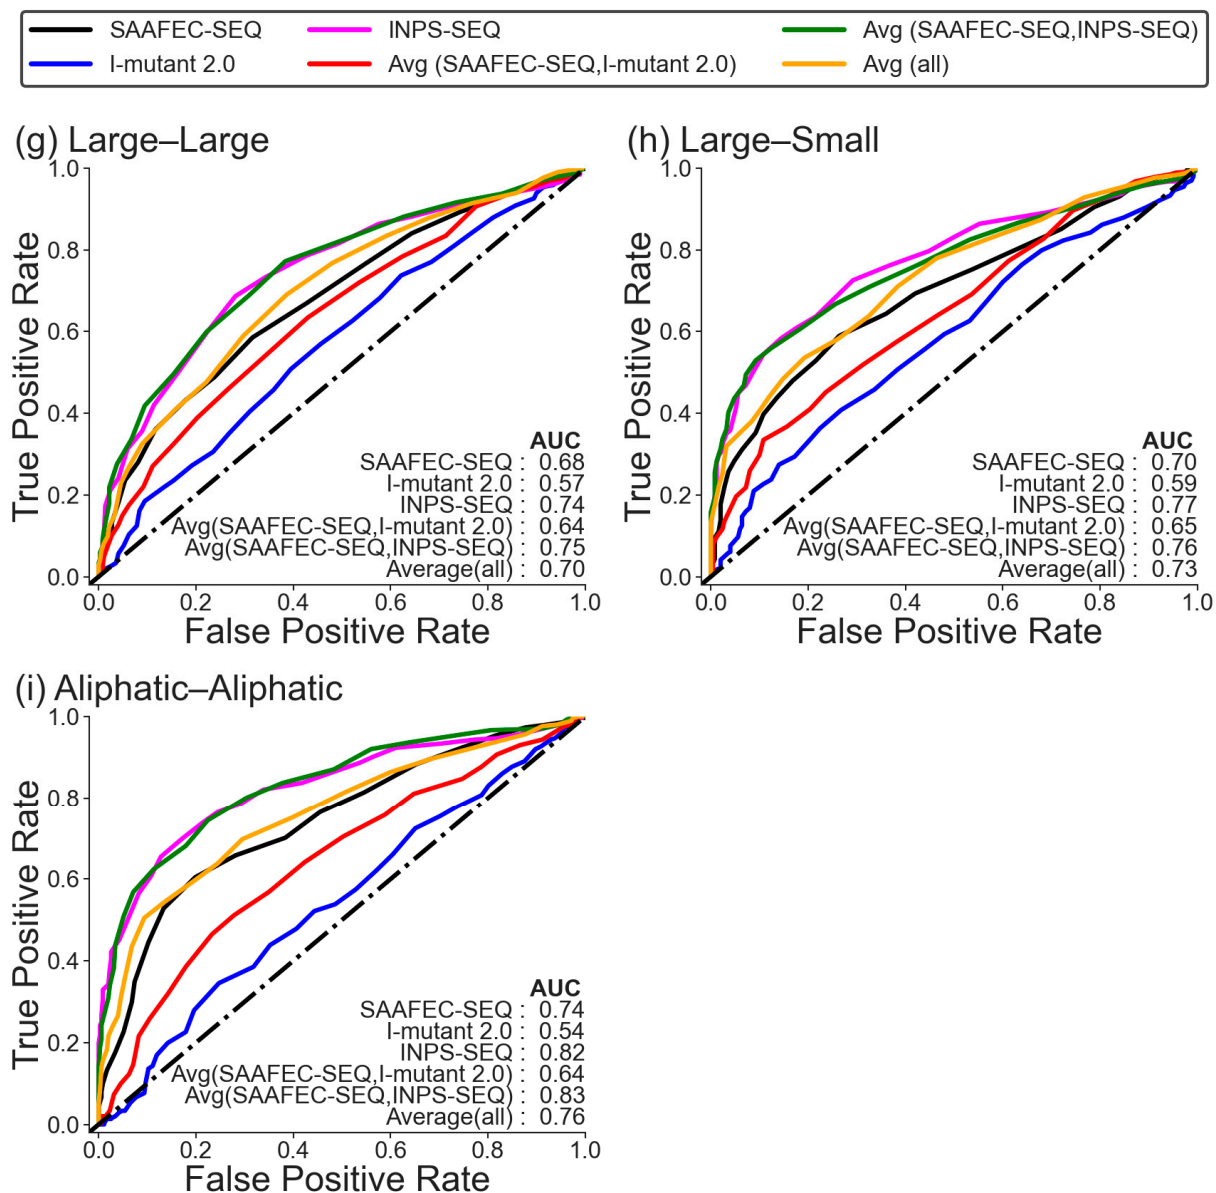 SAAFEC-SEQ
INPS-SEQ
Avg (SAAFEC-SEQ,INPS-SEQ)
I-mutant 2.0
Avg (SAAFEC-SEQ,I-mutant 2.0)
Avg (all)
(g) Large–Large
1.0
0.8
0.6
0.4
0.2
0.0
True Positive Rate
AUC
SAAFEC-SEQ : 0.68
I-mutant 2.0 : 0.57
INPS-SEQ : 0.74
Avg(SAAFEC-SEQ,I-mutant 2.0) : 0.64
Avg(SAAFEC-SEQ,INPS-SEQ) : 0.75
Average(all) : 0.70
0.0 0.2 0.4 0.6 0.8 1.0
False Positive Rate
(h) Large–Small
1.0
0.8
0.6
0.4
0.2
0.0
True Positive Rate
AUC
SAAFEC-SEQ : 0.70
I-mutant 2.0 : 0.59
INPS-SEQ : 0.77
Avg(SAAFEC-SEQ,I-mutant 2.0) : 0.65
Avg(SAAFEC-SEQ,INPS-SEQ) : 0.76
Average(all) : 0.73
0.0 0.2 0.4 0.6 0.8 1.0
False Positive Rate
(i) Aliphatic–Aliphatic
1.0
0.8
0.6
0.4
0.2
0.0
True Positive Rate
AUC
SAAFEC-SEQ : 0.74
I-mutant 2.0 : 0.54
INPS-SEQ : 0.82
Avg(SAAFEC-SEQ,I-mutant 2.0) : 0.64
Avg(SAAFEC-SEQ,INPS-SEQ) : 0.83
Average(all) : 0.76
0.0 0.2 0.4 0.6 0.8 1.0
False Positive Rate